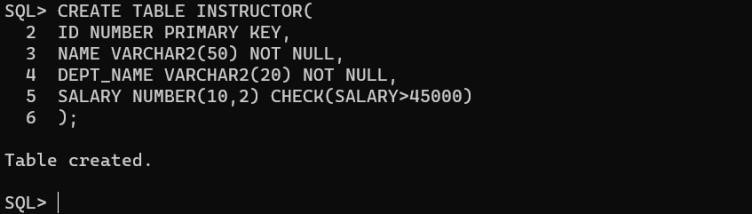 SQL> CREATE TABLE INSTRUCTOR(
  2  ID NUMBER PRIMARY KEY,
  3  NAME VARCHAR2(50) NOT NULL,
  4  DEPT_NAME VARCHAR2(20) NOT NULL,
  5  SALARY NUMBER(10,2) CHECK(SALARY>45000)
  6  );
Table created.
SQL>